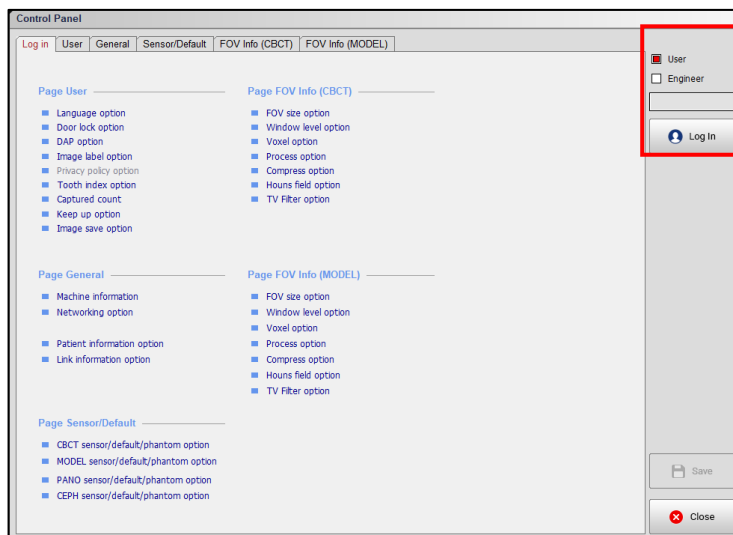 Control Panel
Log in
User
General
Sensor/Default
FOV Info (CBCT)
FOV Info (MODEL)
Page User
Language option
Door lock option
DAP option
Image label option
Privacy policy option
Tooth index option
Captured count
Keep up option
Image save option
Page FOV Info (CBCT)
FOV size option
Window level option
Voxel option
Process option
Compress option
Houns field option
TV Filter option
Page General
Machine information
Networking option
Patient information option
Link information option
Page FOV Info (MODEL)
FOV size option
Window level option
Voxel option
Process option
Compress option
Houns field option
TV Filter option
Page Sensor/Default
CBCT sensor/default/phantom option
MODEL sensor/default/phantom option
PANO sensor/default/phantom option
CEPH sensor/default/phantom option
User
Engineer
Log In
Save
Close